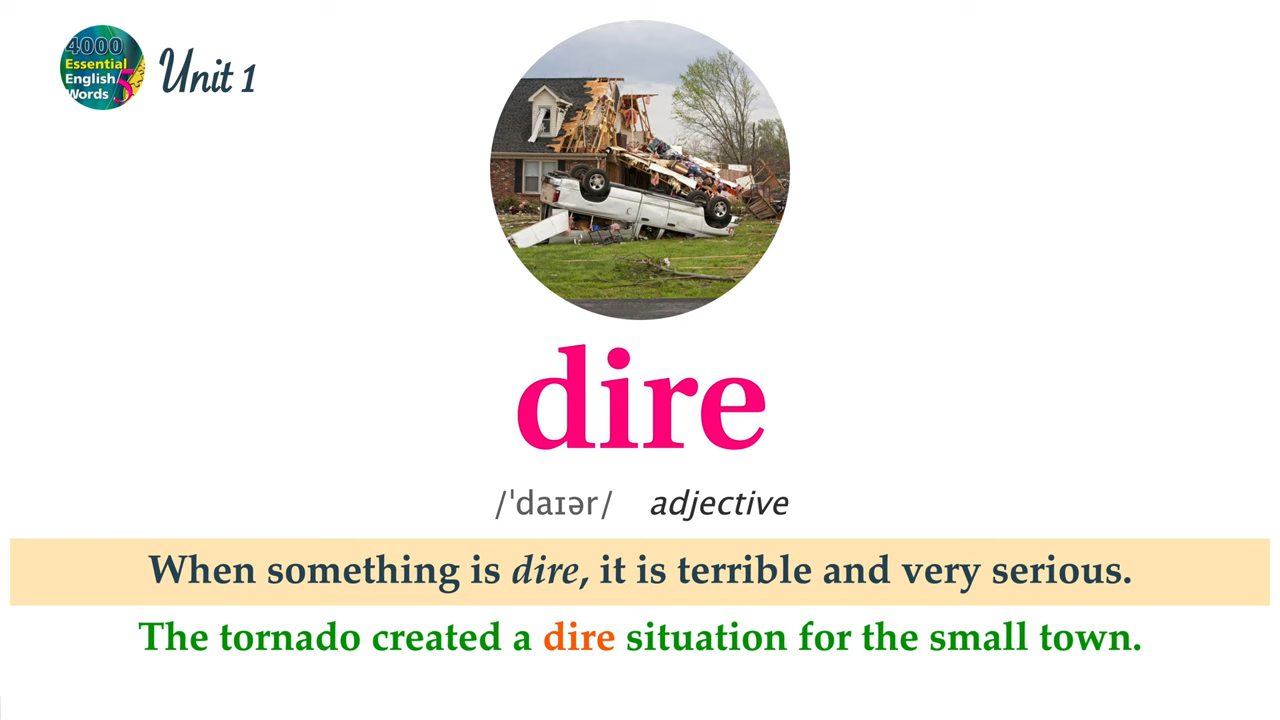 4000
Essential
English
Words 5
Unit 1
dire
/ˈdaɪər/ adjective
When something is dire, it is terrible and very serious.
The tornado created a dire situation for the small town.